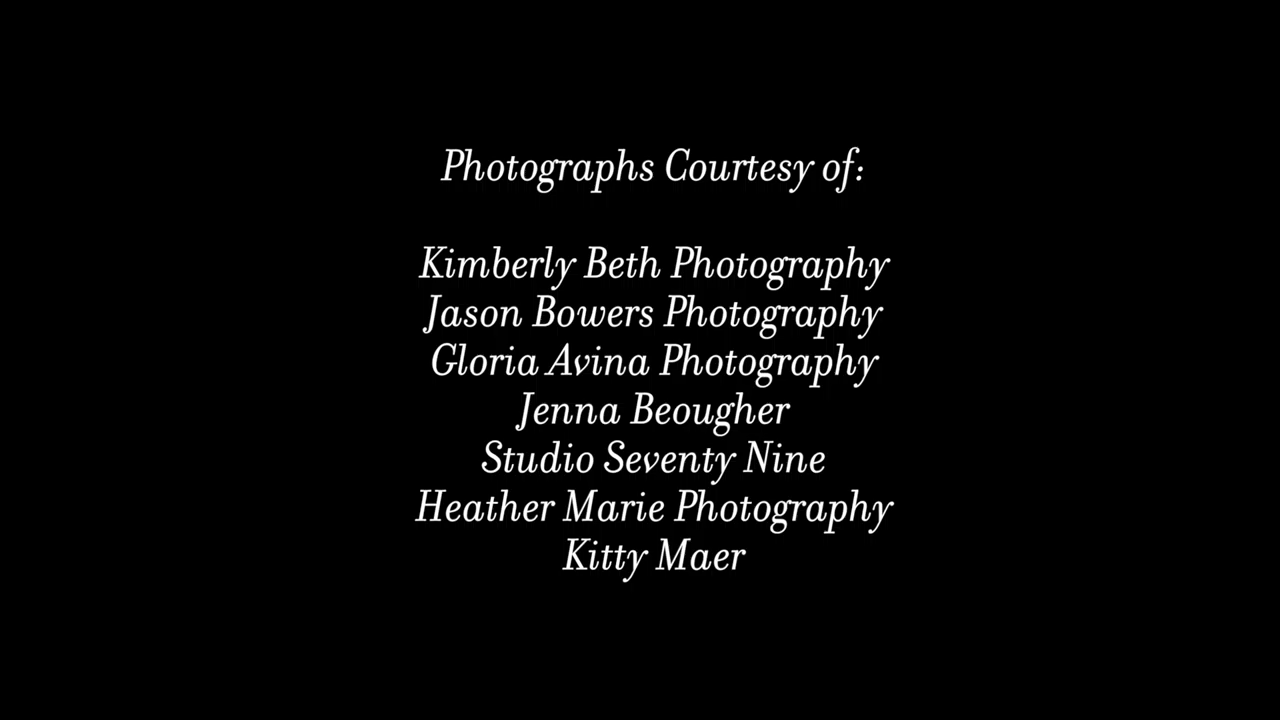 Photographs Courtesy of:
Kimberly Beth Photography
Jason Bowers Photography
Gloria Avina Photography
Jenna Beougher
Studio Seventy Nine
Heather Marie Photography
Kitty Maer